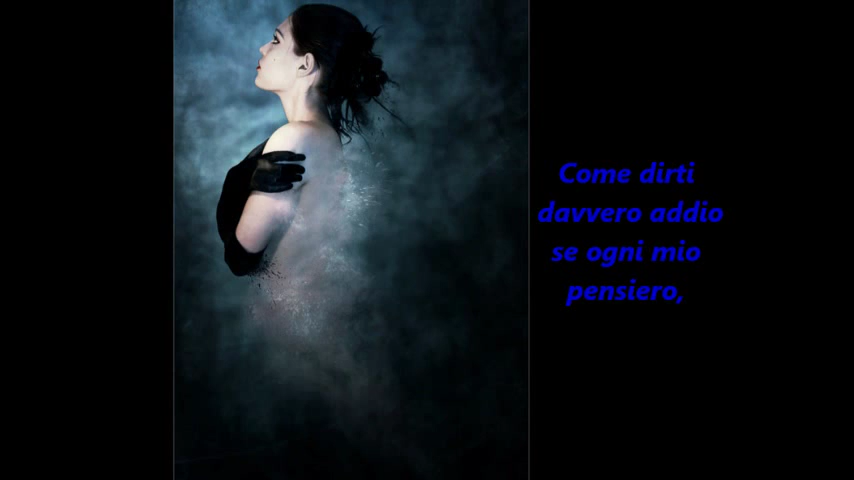 Come dirti
davvero addio
se ogni mio
pensiero,